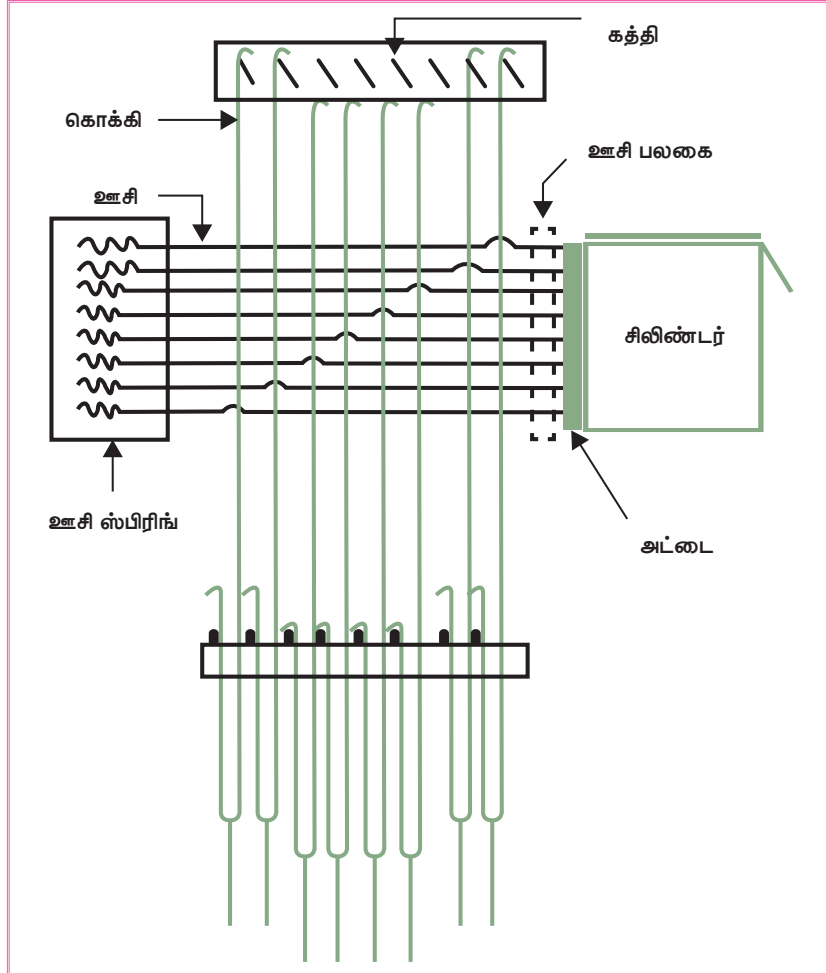 கத்தி
கொக்கி
ஊசி பலகை
ஊசி
சிலிண்டர்
ஊசி ஸ்பிரிங்
அட்டை